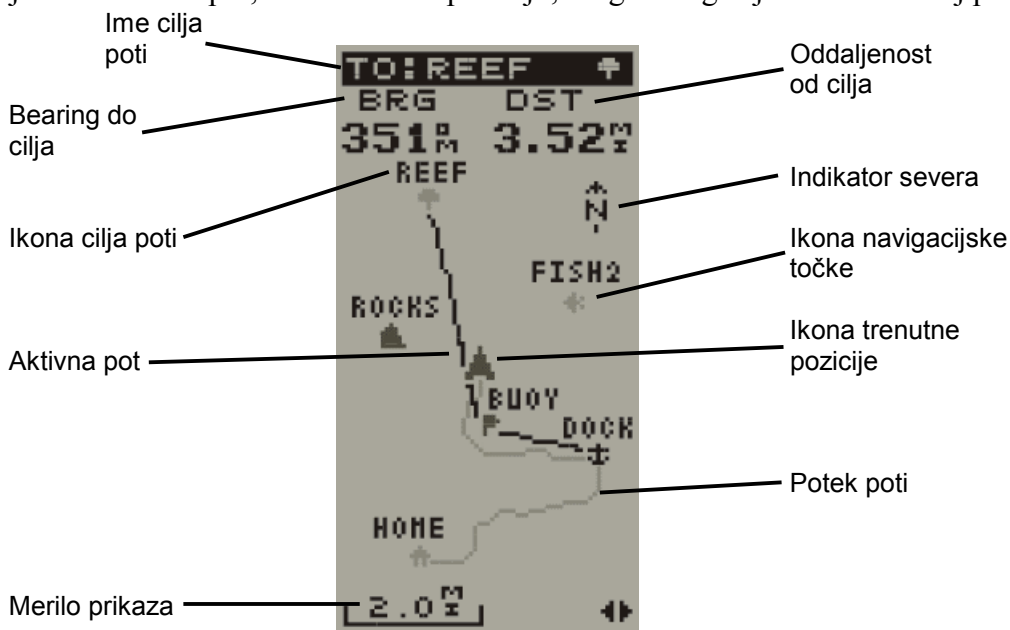 Ime cilja
poti
Oddaljenost
od cilja
TO:REEF
BRG DST
Bearing do
cilja
351°M 3.52MI
REEF
Indikator severa
N
Ikona cilja poti
Ikona navigacijske
točke
FISH2
ROCKS
Ikona trenutne
pozicije
Aktivna pot
BUOY
DOCK
Potek poti
HOME
Merilo prikaza
2.0MI